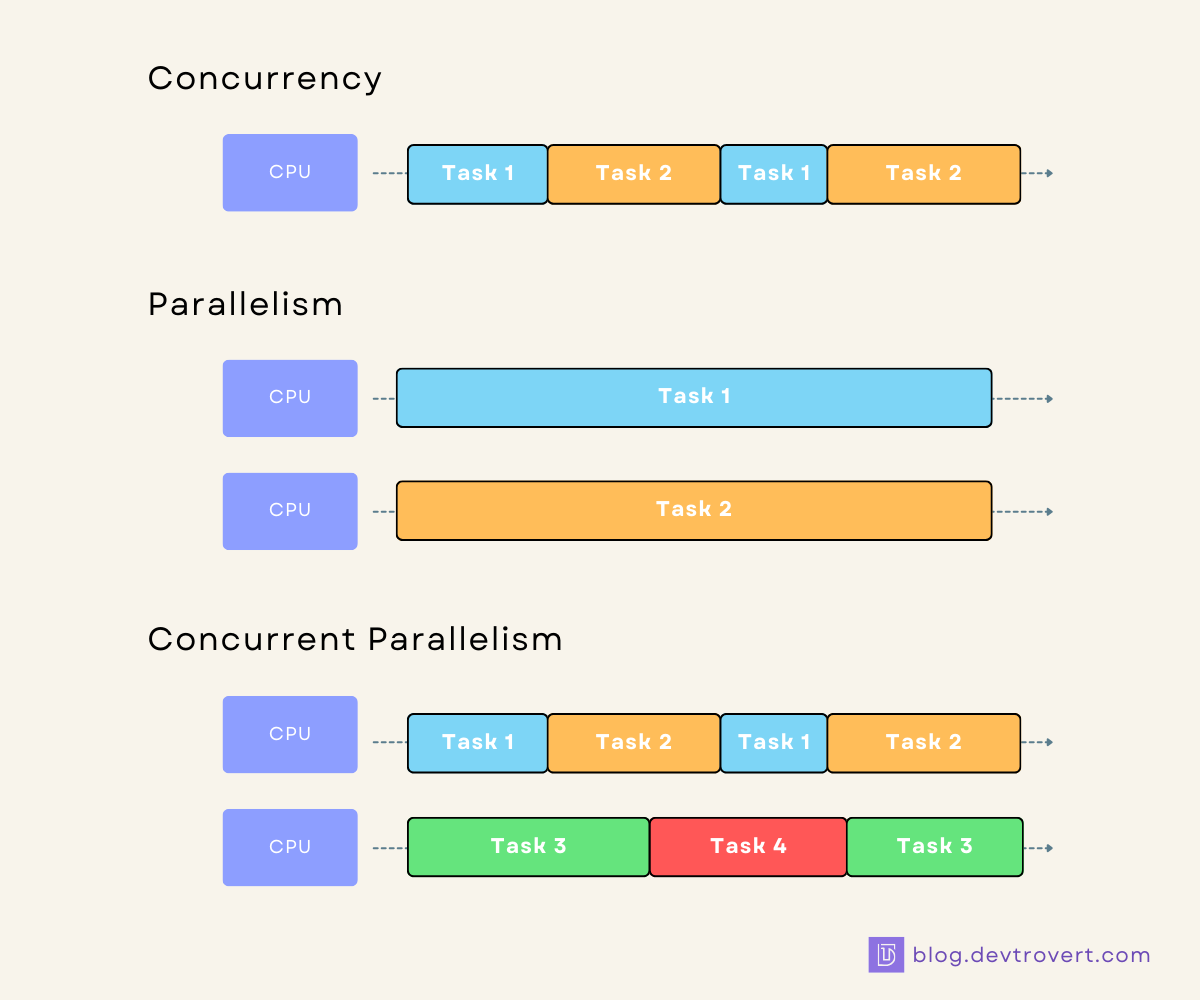 Concurrency
CPU Task 1 Task 2 Task 1 Task 2
Parallelism
CPU Task 1
CPU Task 2
Concurrent Parallelism
CPU Task 1 Task 2 Task 1 Task 2
CPU Task 3 Task 4 Task 3
blog.devtrovert.com